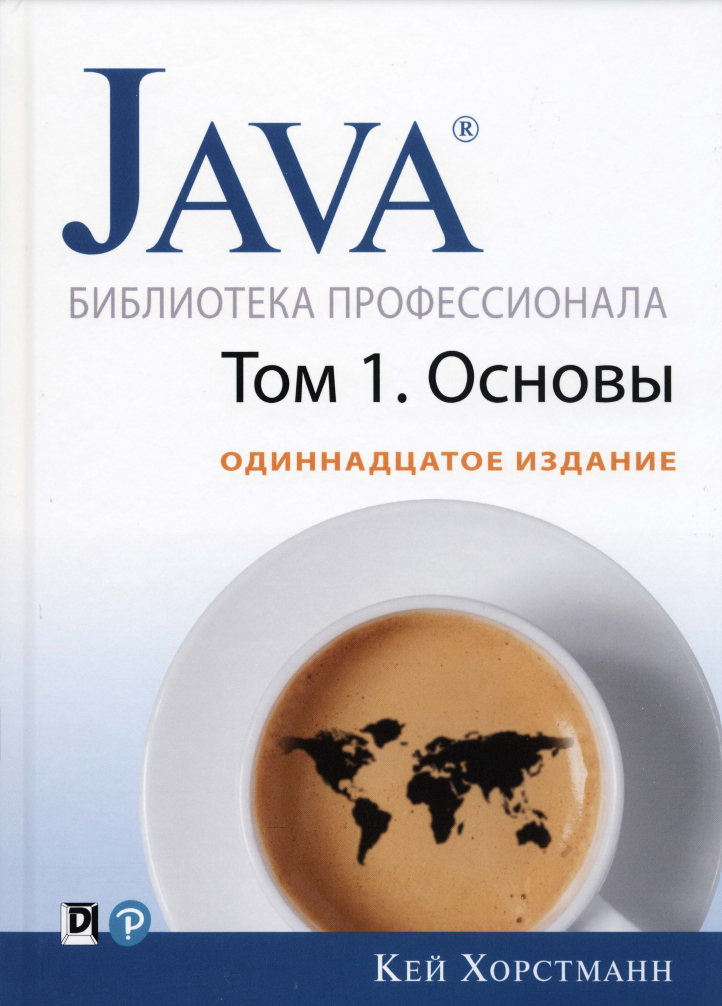 JAVA®
БИБЛИОТЕКА ПРОФЕССИОНАЛА
Том 1. Основы
ОДИННАДЦАТОЕ ИЗДАНИЕ
D
P
КЕЙ ХОРСТМАНН